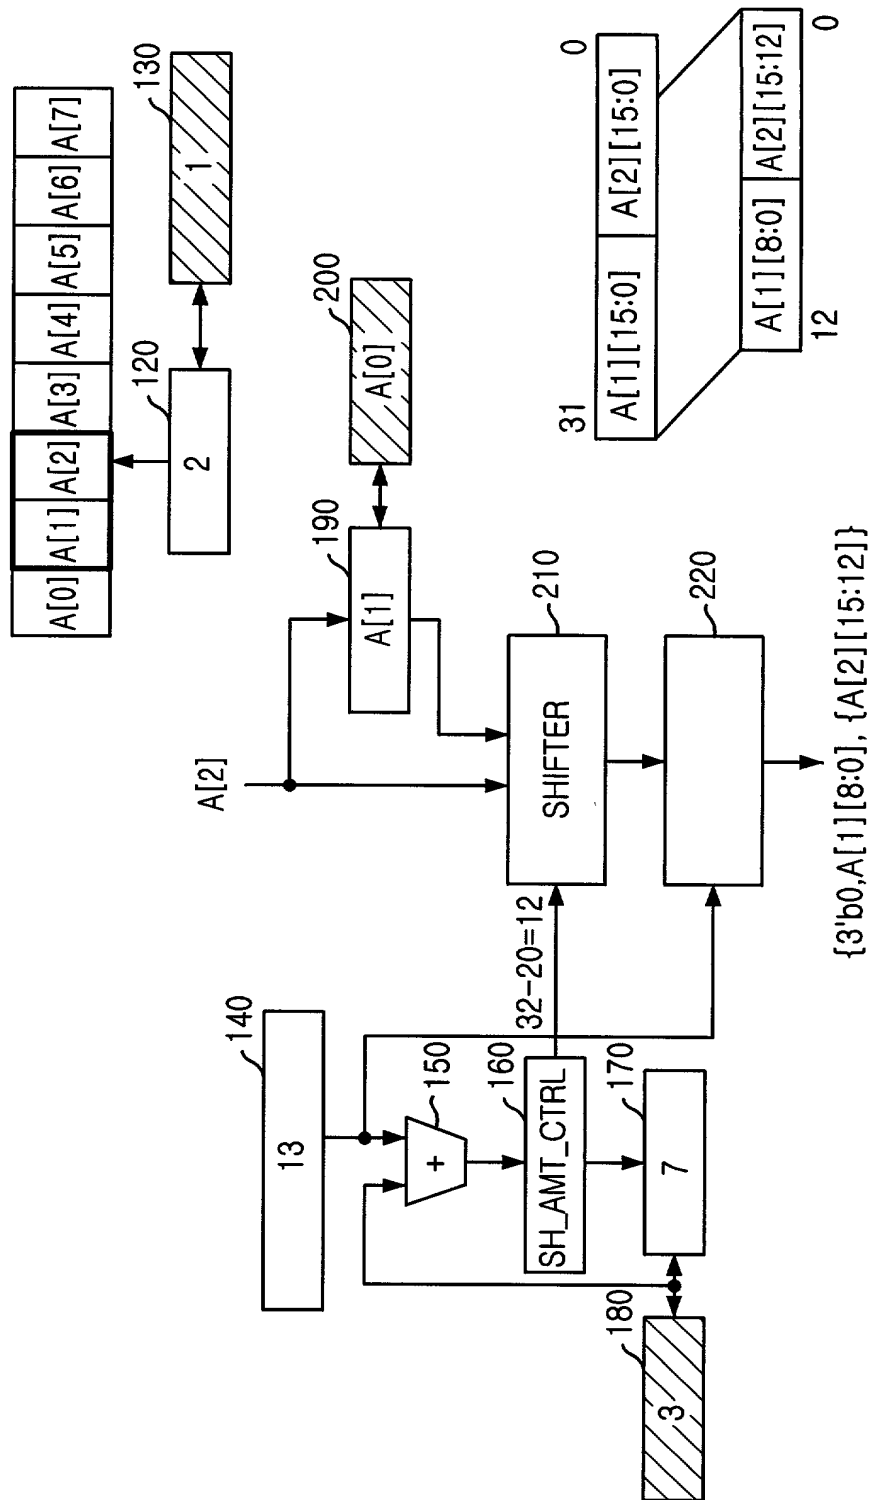 A[0] A[1] A[2] A[3] A[4] A[5] A[6] A[7]
120
130
2
1
A[2]
190
200
A[1]
A[0]
140
13
150
+
160
SH_AMT_CTRL
32-20=12
210
SHIFTER
170
7
180
3
220
{3'b0,A[1][8:0], {A[2][15:12]}
31
0
A[1][15:0] A[2][15:0]
A[1][8:0] A[2][15:12]
12
0